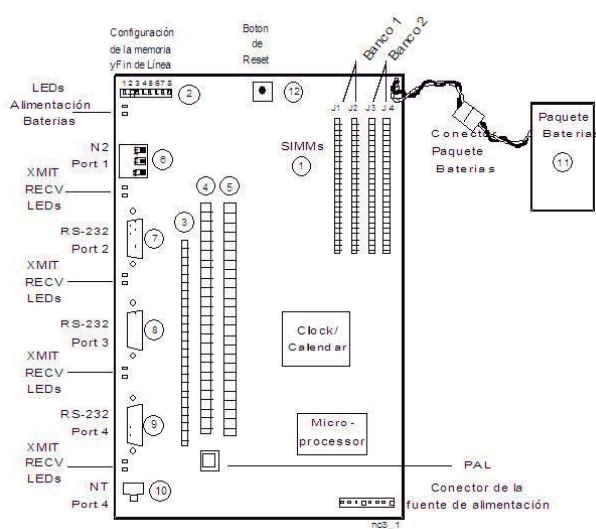 Configuración
de la memoria
y Fin de Línea
Boton
de
Reset
Banco 1
Banco 2
1 2 3 4 5 6 7 8
2
12
J1 J2 J3 J4
LEDs
Alimentación
Baterias
Conector
Paquete
Baterias
Paquete
Baterias
11
N2
Port 1
6
SIMMs
1
XMIT
RECV
LEDs
4
5
3
RS-232
Port 2
7
XMIT
RECV
LEDs
RS-232
Port 3
8
Clock/
Calendar
XMIT
RECV
LEDs
RS-232
Port 4
9
Micro-
processor
XMIT
RECV
LEDs
PAL
NT
Port 4
10
Conector de la
fuente de alimentación
nc3_1